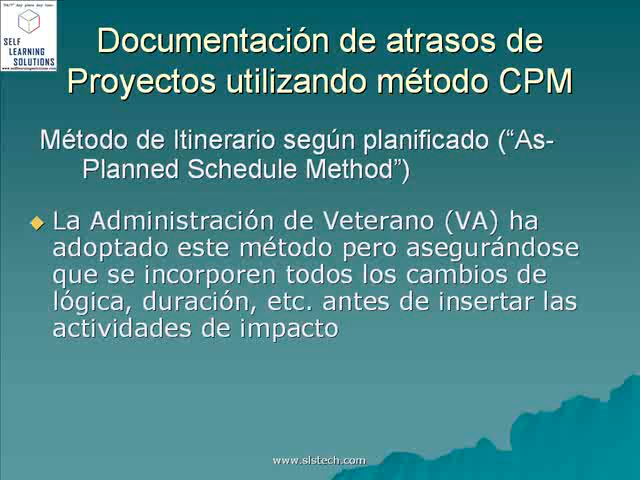 SELF
LEARNING
SOLUTIONS
Documentación de atrasos de
Proyectos utilizando método CPM
Método de Itinerario según planificado (“As-
Planned Schedule Method”)
La Administración de Veterano (VA) ha
adoptado este método pero asegurándose
que se incorporen todos los cambios de
lógica, duración, etc. antes de insertar las
actividades de impacto
www.slstech.com